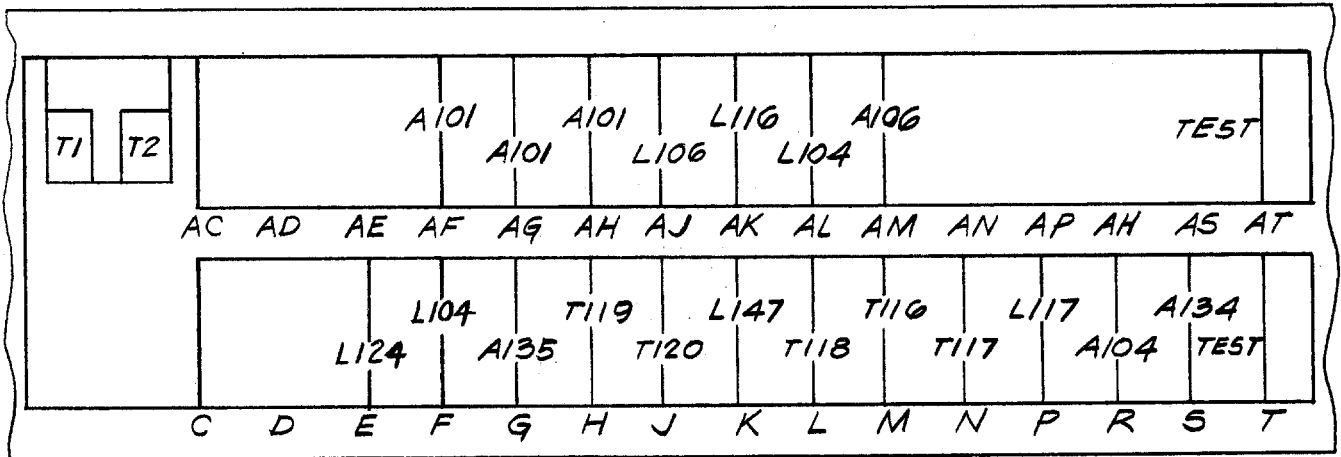 A101 A101 L116 A106
T1 T2 A101 L106 L104 TEST
AC AD AE AF AG AH AJ AK AL AM AN AP AH AS AT
L104 T119 L147 T116 L117 A134
L124 A135 T120 T118 T117 A104 TEST
C D E F G H J K L M N P R S T